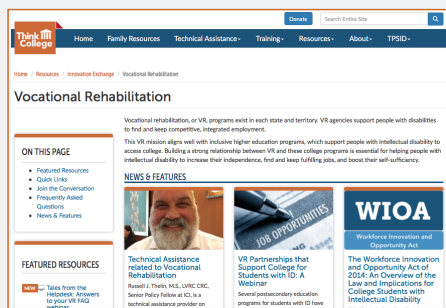 Donate
Search Entire Site
Think
College
Home Family Resources Technical Assistance Training Resources About TPSID
Home / Resources / Innovation Exchange / Vocational Rehabilitation
Vocational Rehabilitation
Vocational rehabilitation, or VR, programs exist in each state and territory. VR agencies support people with disabilities
to find and keep competitive, integrated employment.
This VR mission aligns well with inclusive higher education programs, which support people with intellectual disability to
access college. Building a strong relationship between VR and these college programs is essential for helping people with
intellectual disability to increase their independence, find and keep fulfilling jobs, and boost their self-sufficiency.
ON THIS PAGE
• Featured Resources
• Quick Links
• Join the Conversation
• Frequently Asked
Questions
• News & Features
FEATURED RESOURCES
NEW
Tales from the
Helpdesk: Answers
to your VR FAQ
webinar
NEWS & FEATURES
Technical Assistance
related to Vocational
Rehabilitation
Russell J. Thelin, M.S., LVRC CRC,
Senior Policy Fellow at ICI, is a
technical assistance provider on
JOB OPPORTUNITIES
VR Partnerships that
Support College for
Students with ID: A
Webinar
Several postsecondary education
programs for students with ID have
WIOA
Workforce Innovation and
Opportunity Act
The Workforce Innovation
and Opportunity Act of
2014: An Overview of the
Law and Implications for
College Students with
Intellectual Disability